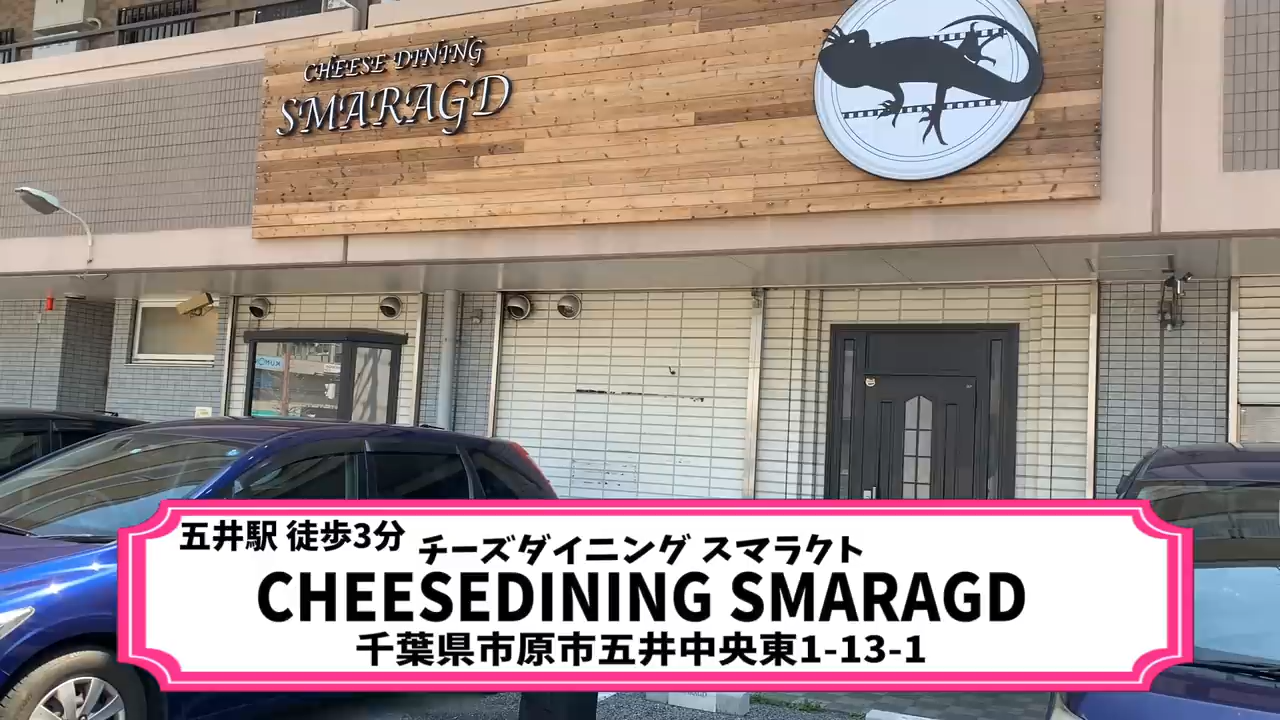 CHEESE DINING
SMARAGD
五井駅 徒歩3分
チーズダイニング スマラクト
CHEESEDINING SMARAGD
千葉県市原市五井中央東1-13-1